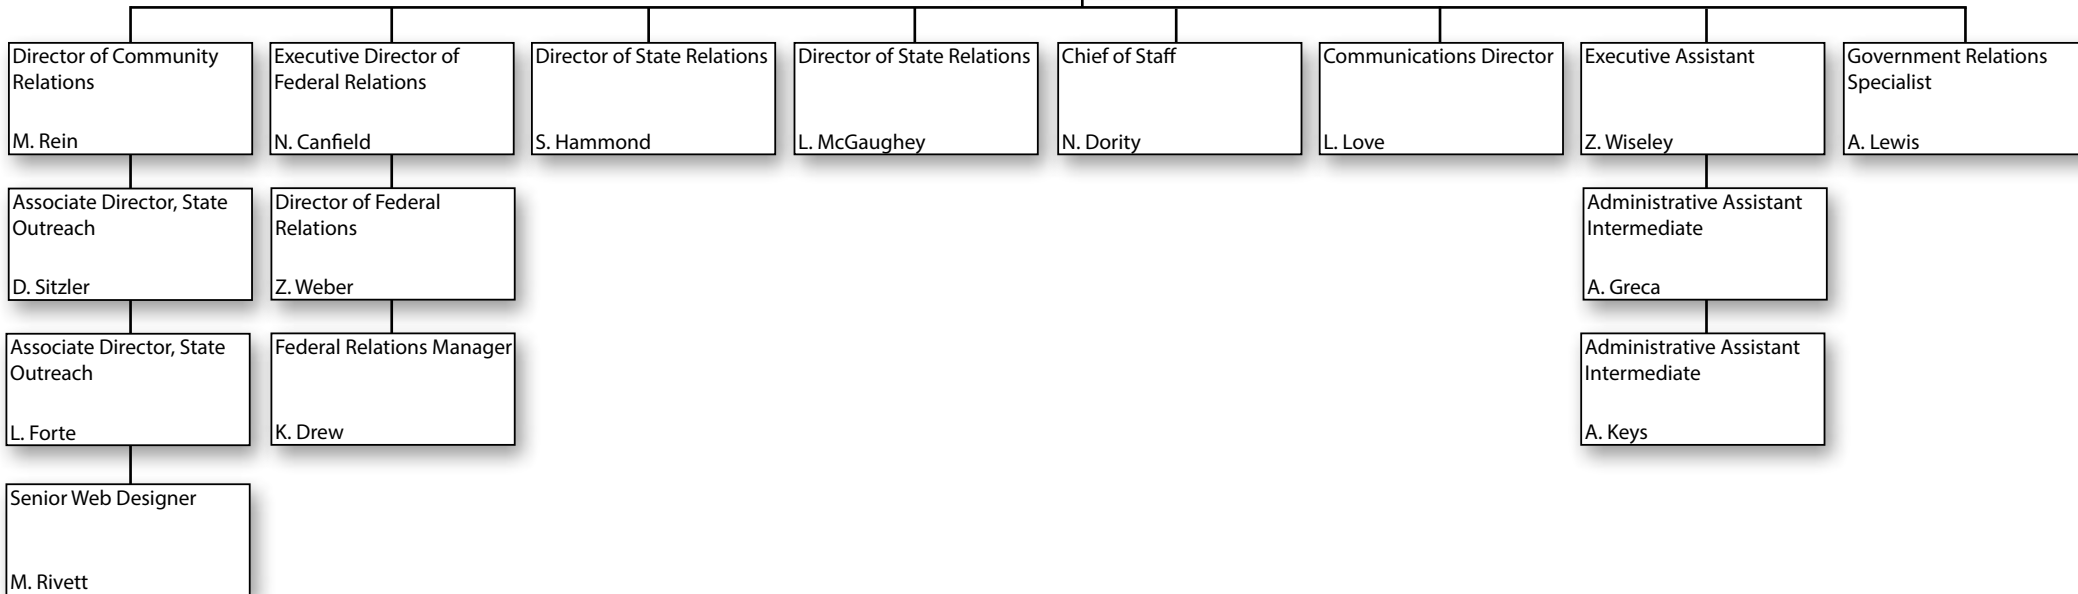 Director of Community
Relations
M. Rein
Executive Director of
Federal Relations
N. Canfield
Director of State Relations
S. Hammond
Director of State Relations
L. McGaughey
Chief of Staff
N. Dority
Communications Director
L. Love
Executive Assistant
Z. Wiseley
Government Relations
Specialist
A. Lewis
Associate Director, State
Outreach
D. Sitzler
Director of Federal
Relations
Z. Weber
Administrative Assistant
Intermediate
A. Greca
Associate Director, State
Outreach
L. Forte
Federal Relations Manager
K. Drew
Administrative Assistant
Intermediate
A. Keys
Senior Web Designer
M. Rivett